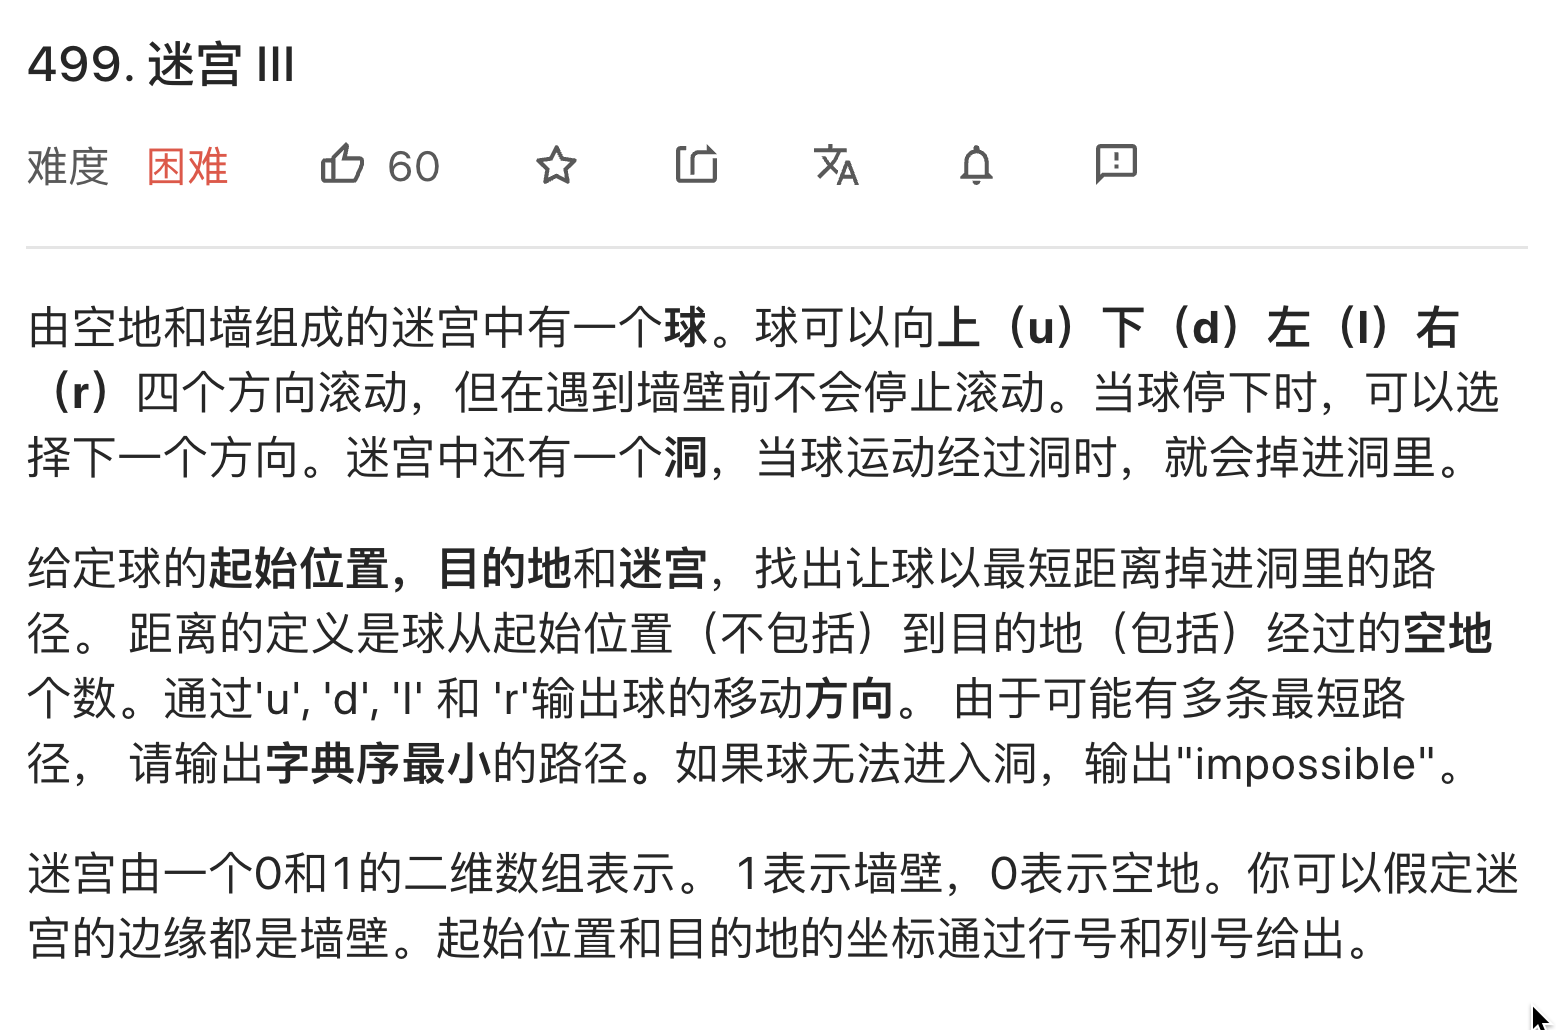 499. 迷宫 III
难度 困难 60
由空地和墙组成的迷宫中有一个球。球可以向上（u）下（d）左（l）右
（r）四个方向滚动，但在遇到墙壁前不会停止滚动。当球停下时，可以选
择下一个方向。迷宫中还有一个洞，当球运动经过洞时，就会掉进洞里。
给定球的起始位置，目的地和迷宫，找出让球以最短距离掉进洞里的路
径。 距离的定义是球从起始位置（不包括）到目的地（包括）经过的空地
个数。通过'u', 'd', 'l' 和 'r'输出球的移动方向。 由于可能有多条最短路
径， 请输出字典序最小的路径。如果球无法进入洞，输出"impossible"。
迷宫由一个0和1的二维数组表示。 1表示墙壁，0表示空地。你可以假定迷
宫的边缘都是墙壁。起始位置和目的地的坐标通过行号和列号给出。